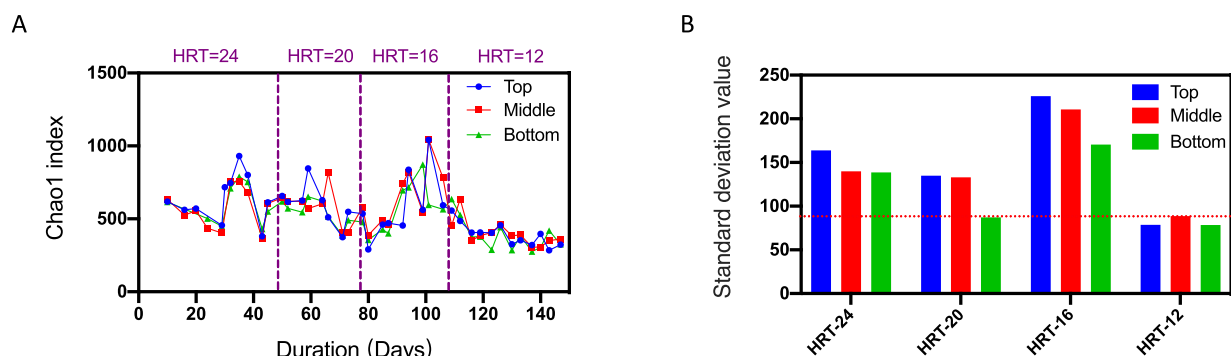 A
HRT=24 HRT=20 HRT=16 HRT=12
1500
1000
500
0
Chao1 index
Top
Middle
Bottom
0 20 40 60 80 100 120 140
Duration (Days)
B
250
200
150
100
50
0
Standard deviation value
Top
Middle
Bottom
HRT-24 HRT-20 HRT-16 HRT-12